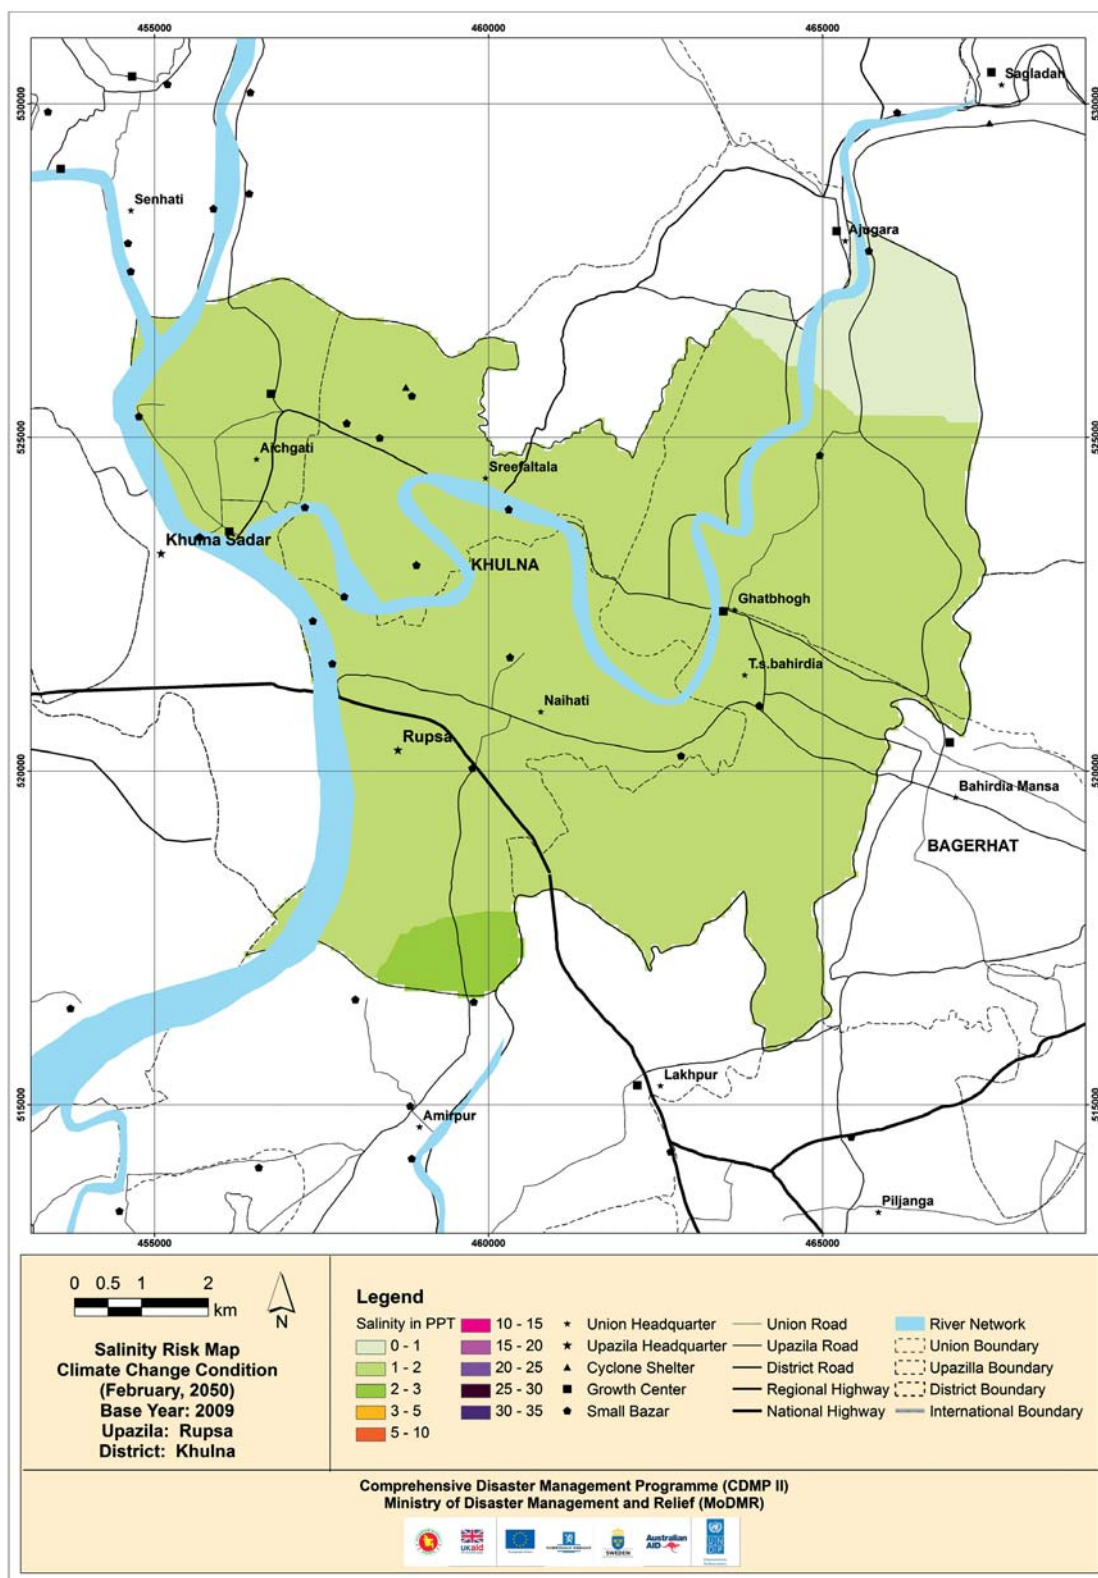 455000 460000 465000
530000 530000
Sagladah
Senhati
Ajugara
525000 525000
Aichgati
Sreefaltala
Khulna Sadar
KHULNA
Ghatbhogh
T.s.bahirdia
Naihati
Rupsa
520000 520000
Bahirdia Mansa
BAGERHAT
Lakhpur
515000 515000
Amirpur
Piljanga
455000 460000 465000
0 0.5 1 2
km
N
Salinity Risk Map
Climate Change Condition
(February, 2050)
Base Year: 2009
Upazila: Rupsa
District: Khulna
Legend
Salinity in PPT
0 - 1
1 - 2
2 - 3
3 - 5
5 - 10
10 - 15
15 - 20
20 - 25
25 - 30
30 - 35
Union Headquarter
Upazila Headquarter
Cyclone Shelter
Growth Center
Small Bazar
Union Road
Upazila Road
District Road
Regional Highway
National Highway
River Network
Union Boundary
Upazilla Boundary
District Boundary
International Boundary
Comprehensive Disaster Management Programme (CDMP II)
Ministry of Disaster Management and Relief (MoDMR)
UKaid
SWEDEN
Australian
AID